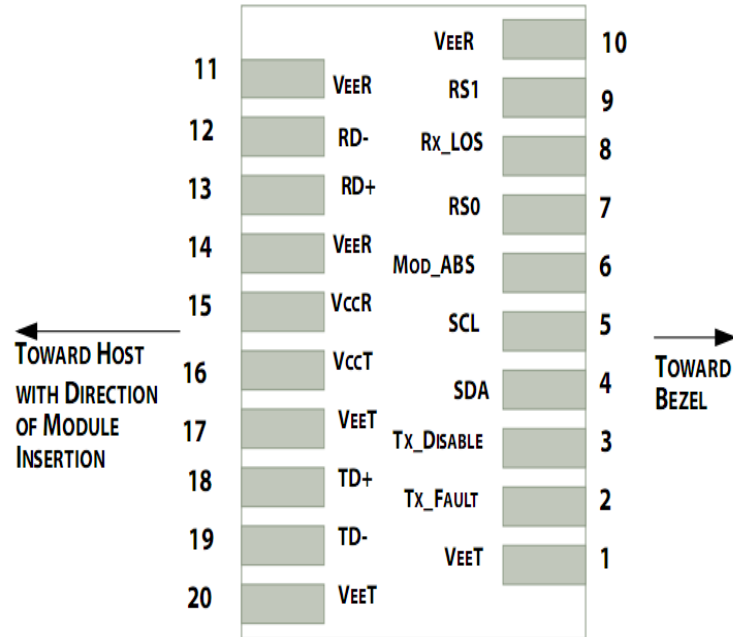 VEER 10
11 VEER
RS1 9
12 RD-
RX_LOS 8
13 RD+
RS0 7
14 VEER
MOD_ABS 6
15 VCCR
SCL 5
TOWARD HOST
WITH DIRECTION
OF MODULE
INSERTION
16 VCCT
TOWARD
BEZEL
SDA 4
17 VEET
TX_DISABLE 3
18 TD+
TX_FAULT 2
19 TD-
VEET 1
20 VEET